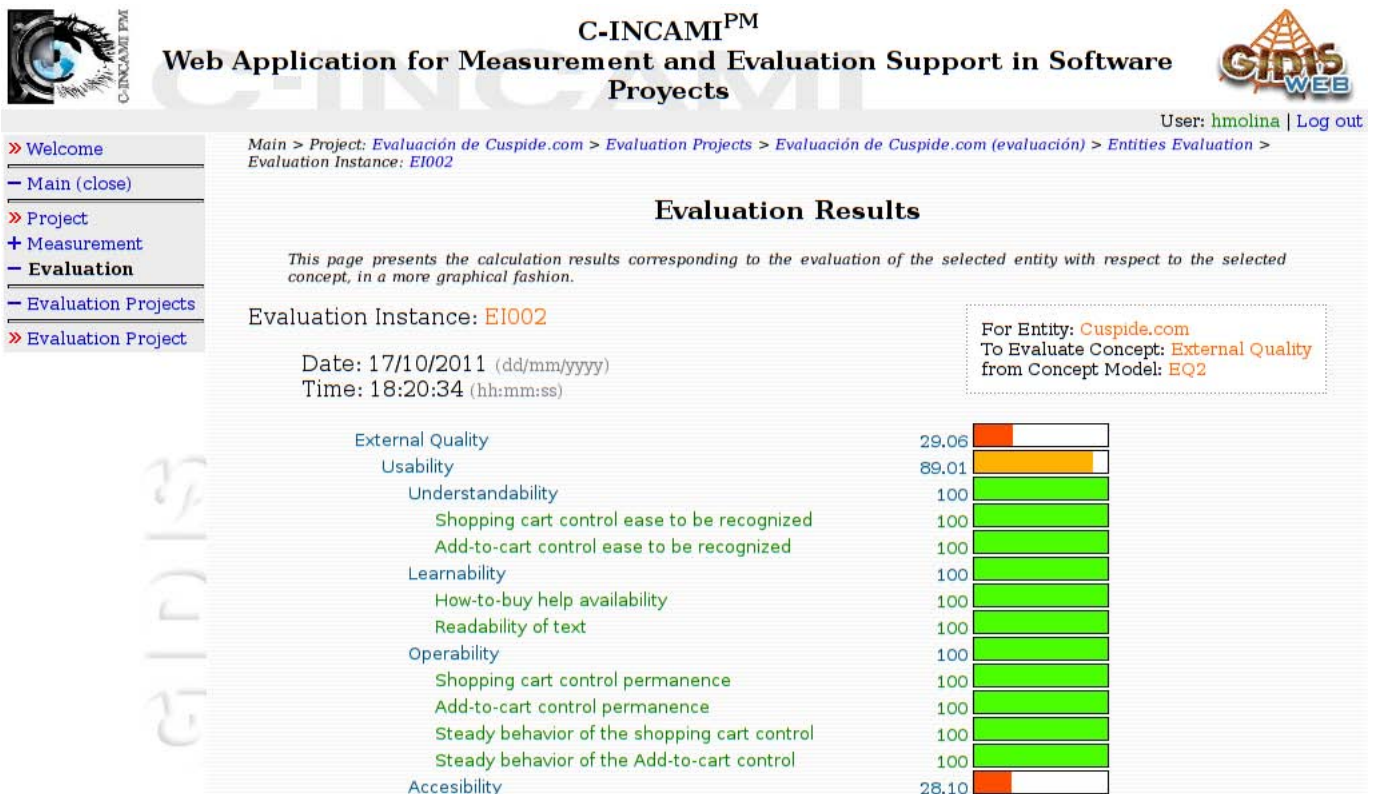 C-INCAMI PM
C-INCAMI^PM
Web Application for Measurement and Evaluation Support in Software
Proyects
C-INCAMI
GIDIS
WEB
User: hmolina | Log out
» Welcome
− Main (close)
» Project
+ Measurement
− Evaluation
− Evaluation Projects
» Evaluation Project
GIDIS
Main > Project: Evaluación de Cuspide.com > Evaluation Projects > Evaluación de Cuspide.com (evaluación) > Entities Evaluation >
Evaluation Instance: EI002
Evaluation Results
This page presents the calculation results corresponding to the evaluation of the selected entity with respect to the selected
concept, in a more graphical fashion.
Evaluation Instance: EI002
Date: 17/10/2011 (dd/mm/yyyy)
Time: 18:20:34 (hh:mm:ss)
For Entity: Cuspide.com
To Evaluate Concept: External Quality
from Concept Model: EQ2
External Quality 29.06
Usability 89.01
Understandability 100
Shopping cart control ease to be recognized 100
Add-to-cart control ease to be recognized 100
Learnability 100
How-to-buy help availability 100
Readability of text 100
Operability 100
Shopping cart control permanence 100
Add-to-cart control permanence 100
Steady behavior of the shopping cart control 100
Steady behavior of the Add-to-cart control 100
Accesibility 28.10